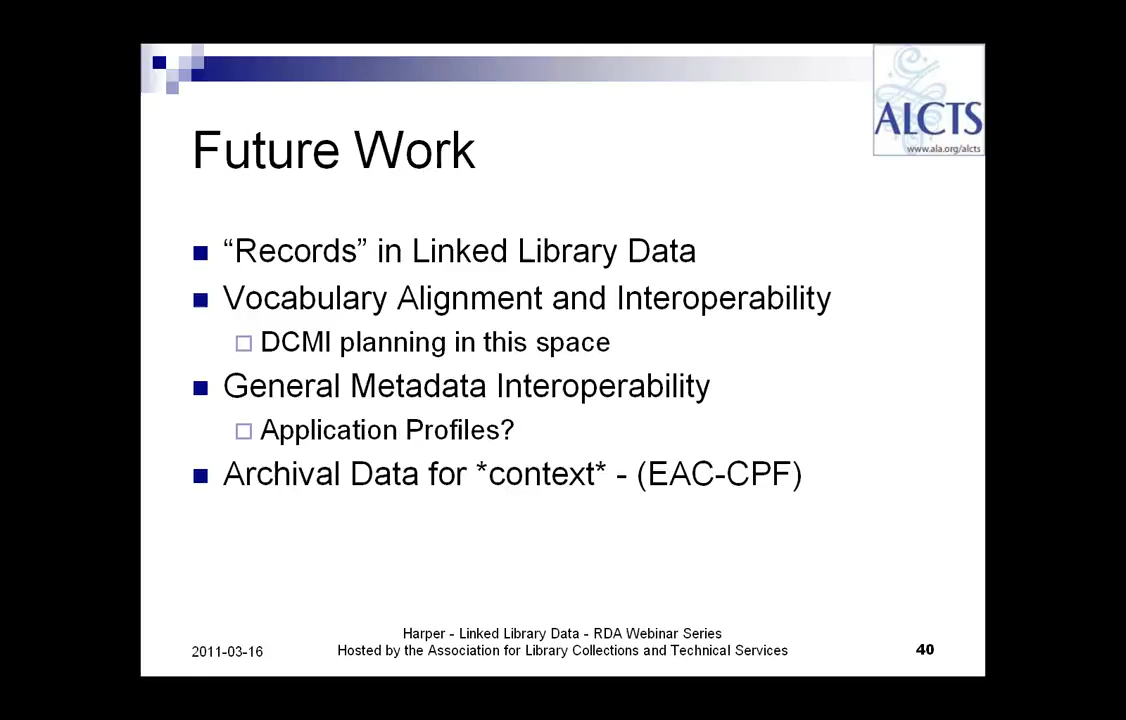 ALCTS
www.ala.org/alcts
Future Work
“Records” in Linked Library Data
Vocabulary Alignment and Interoperability
DCMI planning in this space
General Metadata Interoperability
Application Profiles?
Archival Data for *context* - (EAC-CPF)
Harper - Linked Library Data - RDA Webinar Series
2011-03-16
Hosted by the Association for Library Collections and Technical Services
40